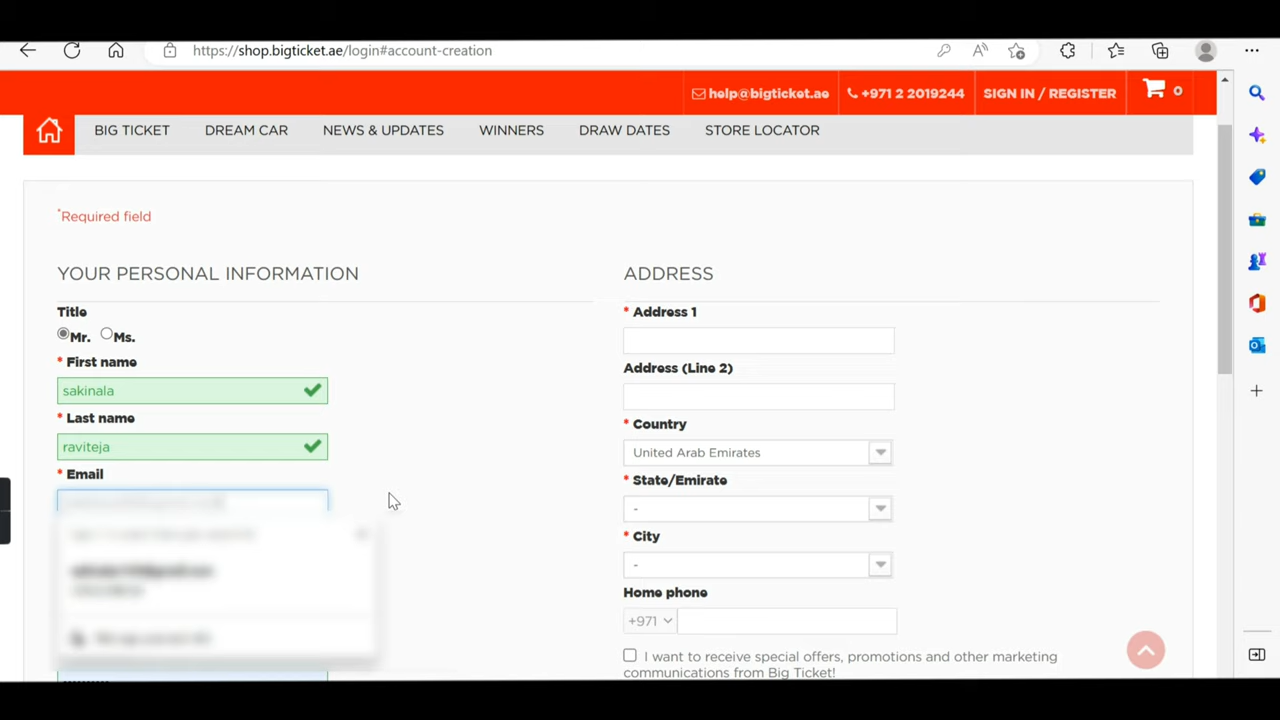 https://shop.bigticket.ae/login#account-creation
help@bigticket.ae
+971 2 2019244
SIGN IN / REGISTER
0
BIG TICKET
DREAM CAR
NEWS & UPDATES
WINNERS
DRAW DATES
STORE LOCATOR
*Required field
YOUR PERSONAL INFORMATION
Title
Mr. Ms.
* First name
sakinala
* Last name
raviteja
* Email
ADDRESS
* Address 1
Address (Line 2)
* Country
United Arab Emirates
* State/Emirate
-
* City
-
Home phone
+971
I want to receive special offers, promotions and other marketing
communications from Big Ticket!